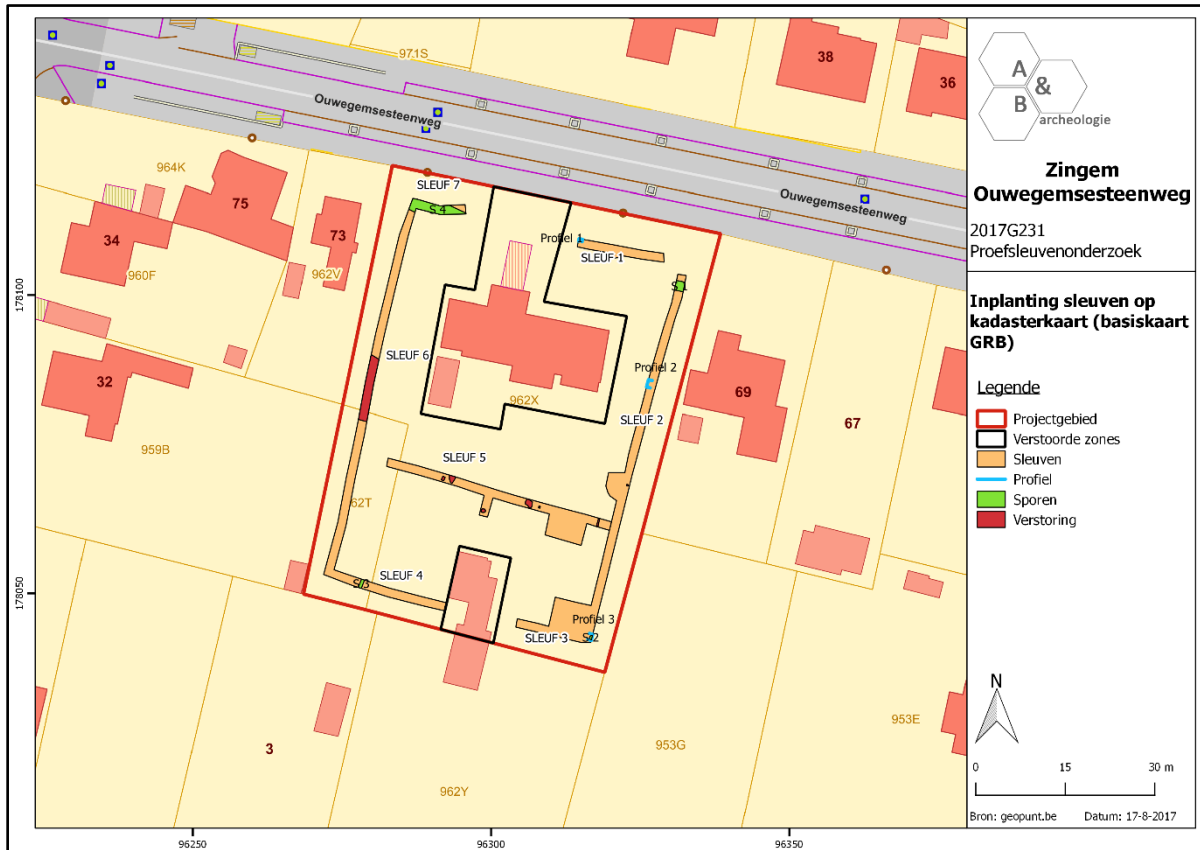 971S
38
36
Ouwegemsesteenweg
Ouwegemsesteenweg
964K
SLEUF 7
S 4
75
34
73
Profiel 1
SLEUF 1
960F
962V
S 1
178100
SLEUF 6
Profiel 2
32
69
962X
67
SLEUF 2
959B
SLEUF 5
62T
SLEUF 4
S 3
178050
Profiel 3
SLEUF 3
S 2
953E
3
953G
962Y
96250
96300
96350
A
&
B
archeologie
Zingem
Ouwegemsesteenweg
2017G231
Proefsleuvenonderzoek
Inplanting sleuven op
kadasterkaart (basiskaart
GRB)
Legende
Projectgebied
Verstoorde zones
Sleuven
Profiel
Sporen
Verstoring
N
0 15 30 m
Bron: geopunt.be Datum: 17-8-2017